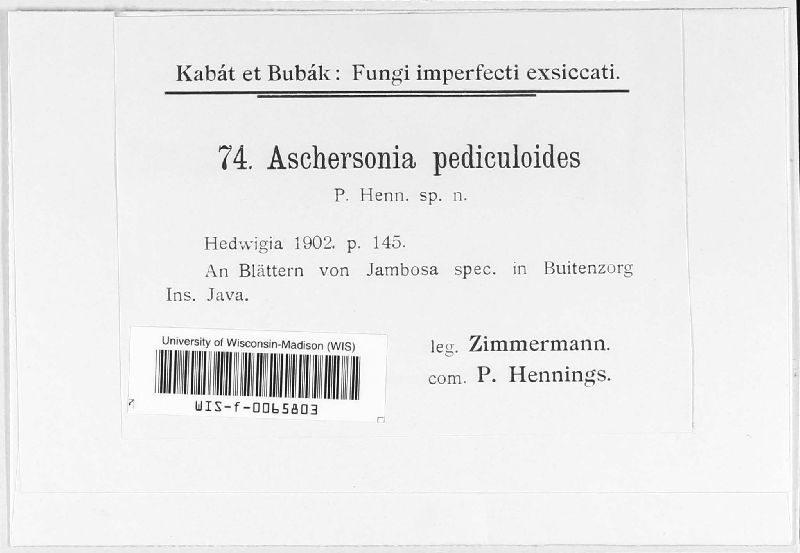 Kabát et Bubák: Fungi imperfecti exsiccati.
74. Aschersonia pediculoides
P. Henn. sp. n.
Hedwigia 1902. p. 145.
An Blättern von Jambosa spec. in Buitenzorg
Ins. Java.
leg. Zimmermann.
com. P. Hennings.
University of Wisconsin-Madison (WIS)
WIS-f-0065803